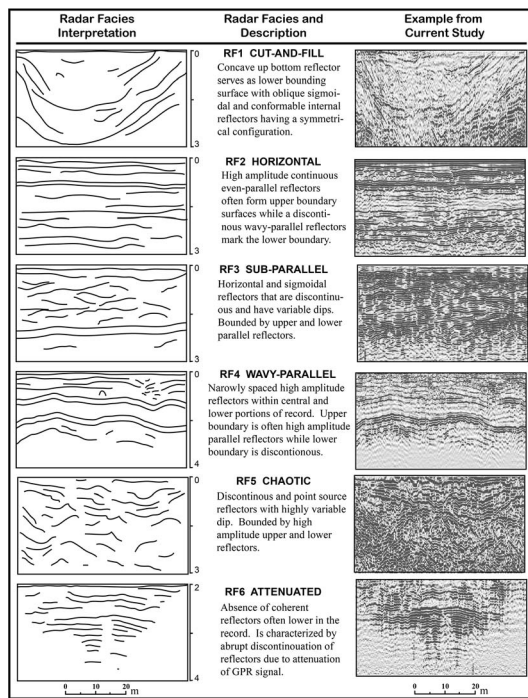 Radar Facies
Interpretation
Radar Facies and
Description
Example from
Current Study
0
3
RF1 CUT-AND-FILL
Concave up bottom reflector
serves as lower bounding
surface with oblique sigmoi-
dal and conformable internal
reflectors having a symmetri-
cal configuration.
0
3
RF2 HORIZONTAL
High amplitude continuous
even-parallel reflectors
often form upper boundary
surfaces while a disconti-
nous wavy-parallel reflectors
mark the lower boundary.
0
3
RF3 SUB-PARALLEL
Horizontal and sigmoidal
reflectors that are discontinu-
ous and have variable dips.
Bounded by upper and lower
parallel reflectors.
0
4
RF4 WAVY-PARALLEL
Narowly spaced high amplitude
reflectors within central and
lower portions of record. Upper
boundary is often high amplitude
parallel reflectors while lower
boundary is discontionous.
0
3
RF5 CHAOTIC
Discontinous and point source
reflectors with highly variable
dip. Bounded by high
amplitude upper and lower
reflectors.
2
4
RF6 ATTENUATED
Absence of coherent
reflectors often lower in the
record. Is characterized by
abrupt discontinouation of
reflectors due to attenuation
of GPR signal.
0 10 20 m
0 10 20 m